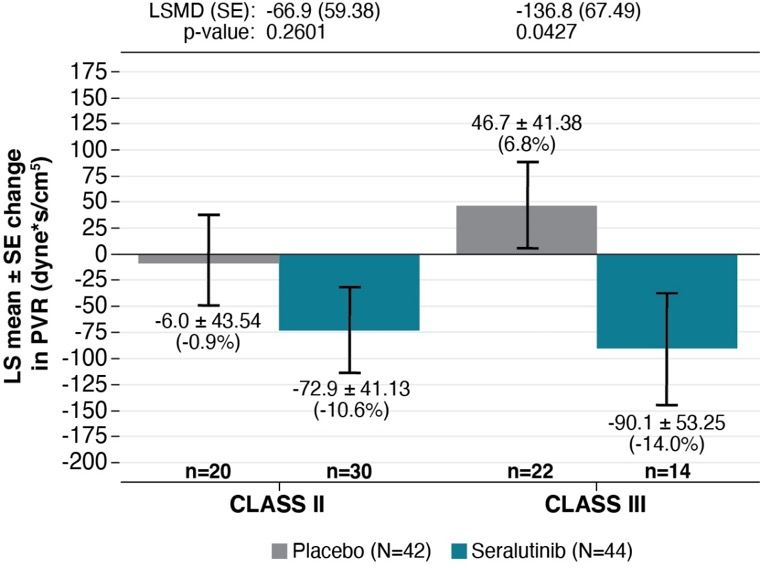 LSMD (SE): -66.9 (59.38) -136.8 (67.49)
p-value: 0.2601 0.0427
LS mean ± SE change
in PVR (dyne*s/cm⁵)
175
150
125
100
75
50
25
0
-25
-50
-75
-100
-125
-150
-175
-200
46.7 ± 41.38
(6.8%)
-6.0 ± 43.54
(-0.9%)
-72.9 ± 41.13
(-10.6%)
-90.1 ± 53.25
(-14.0%)
n=20 n=30 n=22 n=14
CLASS II CLASS III
Placebo (N=42) Seralutinib (N=44)